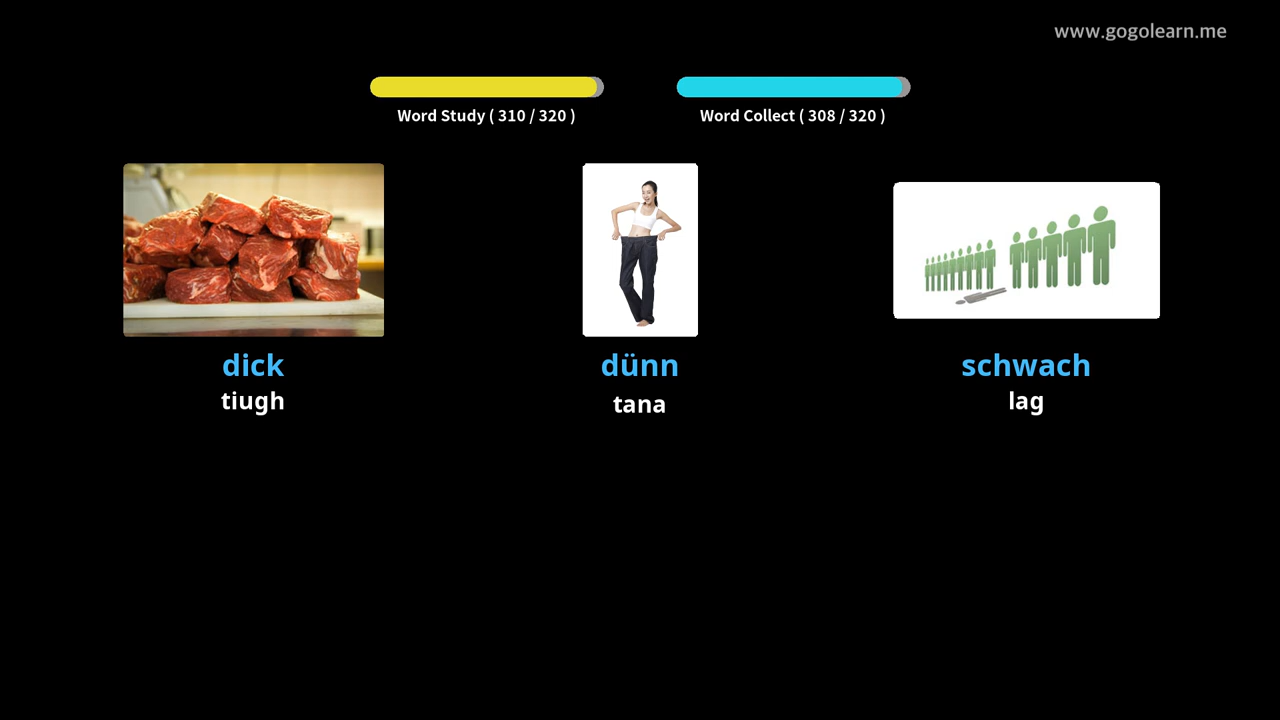 www.gogolearn.me
Word Study ( 310 / 320 )
Word Collect ( 308 / 320 )
dick
tiugh
dünn
tana
schwach
lag